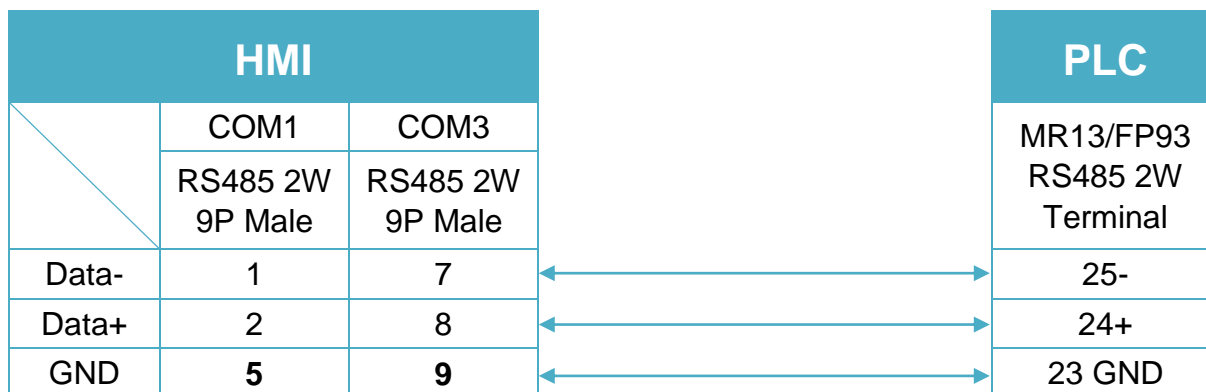 HMI
PLC
COM1 COM3
MR13/FP93
RS485 2W
Terminal
RS485 2W
9P Male
RS485 2W
9P Male
Data- 1 7 25-
Data+ 2 8 24+
GND 5 9 23 GND